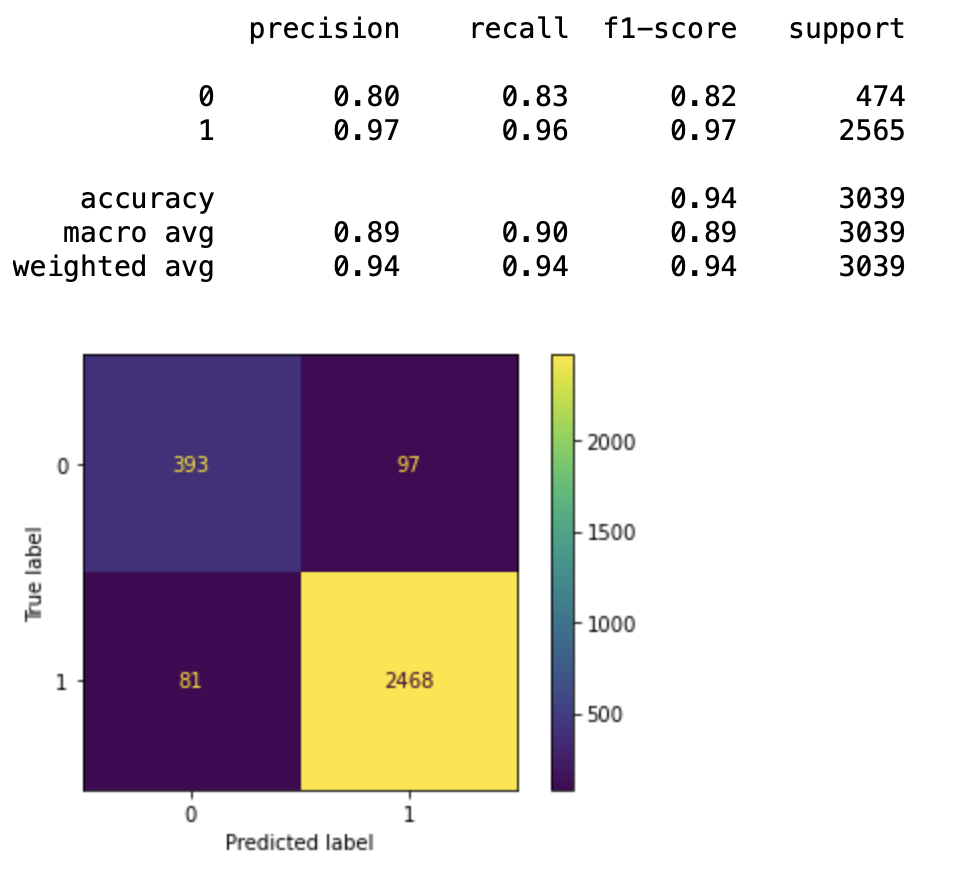 precision recall f1-score support
0 0.80 0.83 0.82 474
1 0.97 0.96 0.97 2565
accuracy 0.94 3039
macro avg 0.89 0.90 0.89 3039
weighted avg 0.94 0.94 0.94 3039
393 97
81 2468
0
1
True label
0 1
Predicted label
2000
1500
1000
500